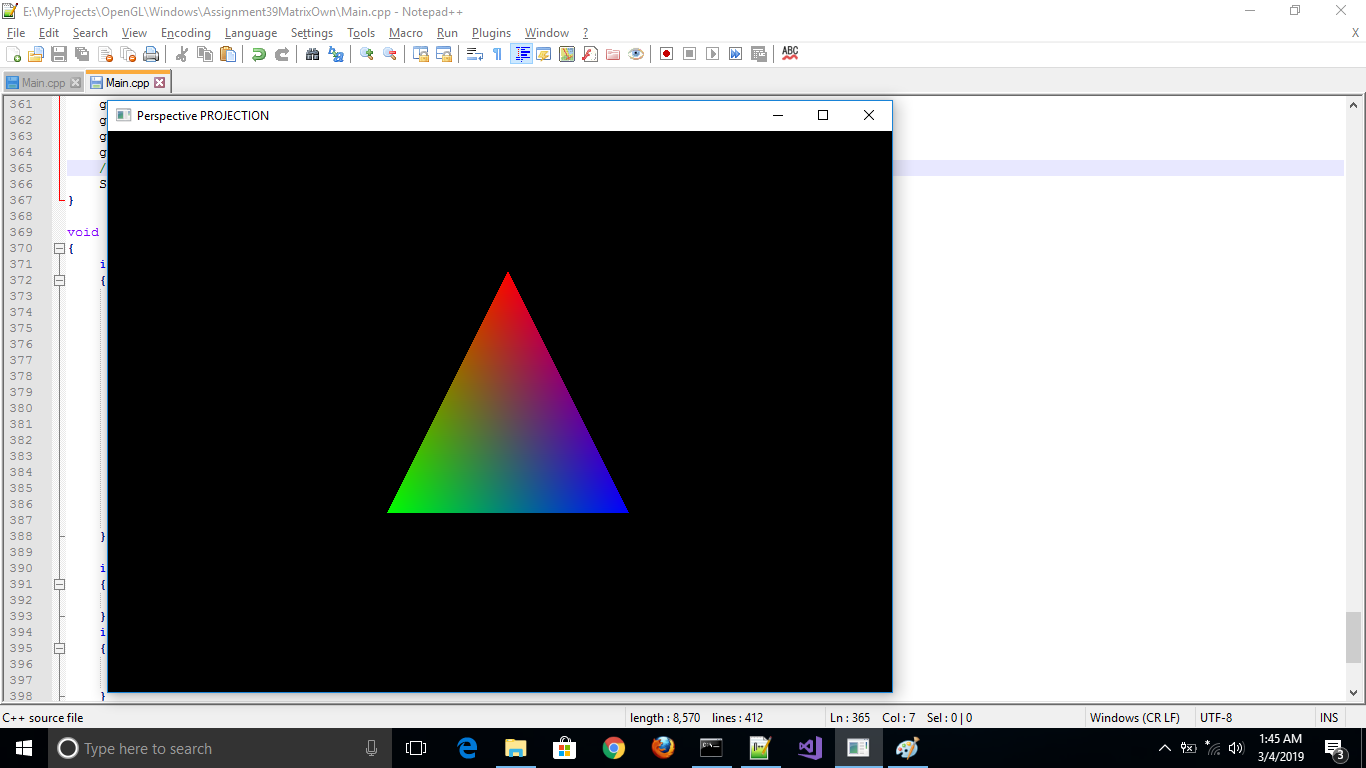 E:\MyProjects\OpenGL\Windows\Assignment39MatrixOwn\Main.cpp - Notepad++
File Edit Search View Encoding Language Settings Tools Macro Run Plugins Window ? X
Main.cpp Main.cpp
Perspective PROJECTION
361 g
362 g
363 g
364 g
365 /
366 S
367 }
368
369 void
370 {
371 i
372 {
373
374
375
376
377
378
379
380
381
382
383
384
385
386
387
388 }
389
390 i
391 {
392
393 }
394 i
395 {
396
397
398 }
C++ source file length : 8,570 lines : 412 Ln : 365 Col : 7 Sel : 0 | 0 Windows (CR LF) UTF-8 INS
Type here to search
1:45 AM
3/4/2019
3